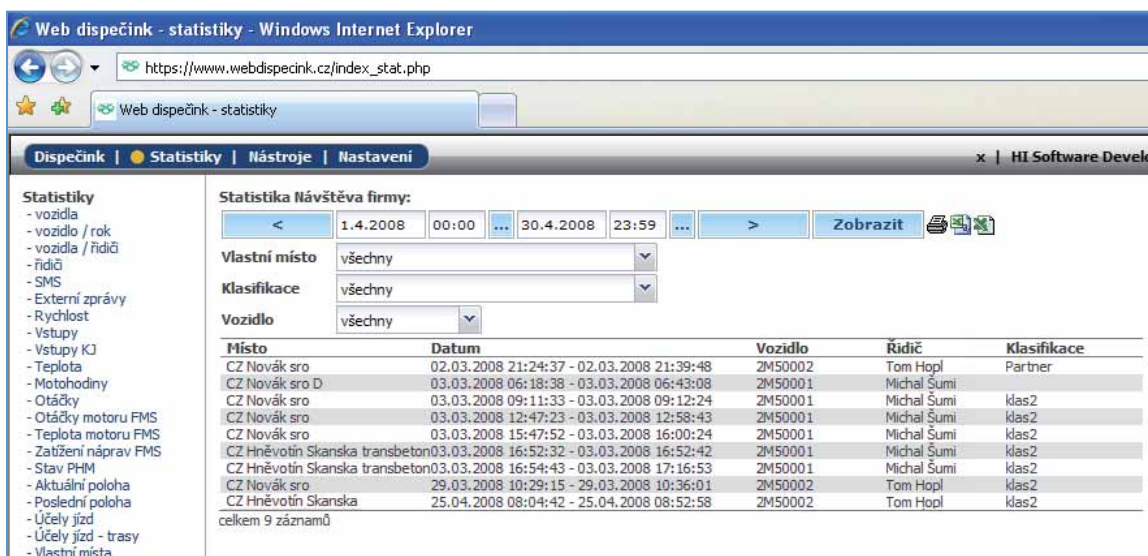 Web dispečink - statistiky - Windows Internet Explorer
https://www.webdispecink.cz/index_stat.php
Web dispečink - statistiky
Dispečink | Statistiky | Nástroje | Nastavení
x | HI Software Develo
Statistiky
- vozidla
- vozidlo / rok
- vozidla / řidiči
- řidiči
- SMS
- Externí zprávy
- Rychlost
- Vstupy
- Vstupy KJ
- Teplota
- Motohodiny
- Otáčky
- Otáčky motoru FMS
- Teplota motoru FMS
- Zatížení náprav FMS
- Stav PHM
- Aktuální poloha
- Poslední poloha
- Účely jízd
- Účely jízd - trasy
- Vlastní místa
Statistika Návštěva firmy:
< 1.4.2008 00:00 ... 30.4.2008 23:59 ... > Zobrazit
Vlastní místo všechny
Klasifikace všechny
Vozidlo všechny
Místo Datum Vozidlo Řidič Klasifikace
CZ Novák sro 02.03.2008 21:24:37 - 02.03.2008 21:39:48 2M50002 Tom Hopl Partner
CZ Novák sro D 03.03.2008 06:18:38 - 03.03.2008 06:43:08 2M50001 Michal Šumi
CZ Novák sro 03.03.2008 09:11:33 - 03.03.2008 09:12:24 2M50001 Michal Šumi klas2
CZ Novák sro 03.03.2008 12:47:23 - 03.03.2008 12:58:43 2M50001 Michal Šumi klas2
CZ Novák sro 03.03.2008 15:47:52 - 03.03.2008 16:00:24 2M50001 Michal Šumi klas2
CZ Hněvotín Skanska transbeton 03.03.2008 16:52:32 - 03.03.2008 16:52:42 2M50001 Michal Šumi klas2
CZ Hněvotín Skanska transbeton 03.03.2008 16:54:43 - 03.03.2008 17:16:53 2M50001 Michal Šumi klas2
CZ Novák sro 29.03.2008 10:29:15 - 29.03.2008 10:36:01 2M50002 Tom Hopl klas2
CZ Hněvotín Skanska 25.04.2008 08:04:42 - 25.04.2008 08:52:58 2M50002 Tom Hopl klas2
celkem 9 záznamů